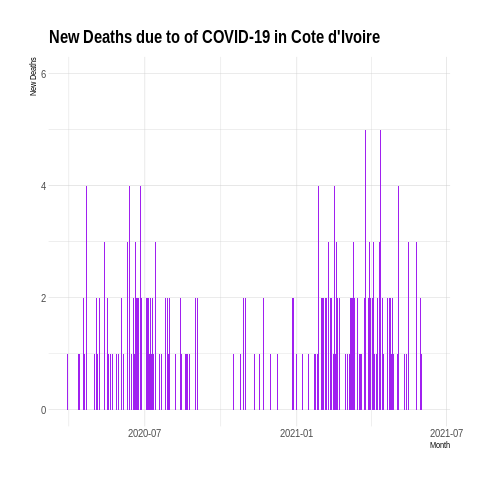 New Deaths due to of COVID-19 in Cote d'Ivoire
New Deaths
6
4
2
0
2020-07
2021-01
2021-07
Month